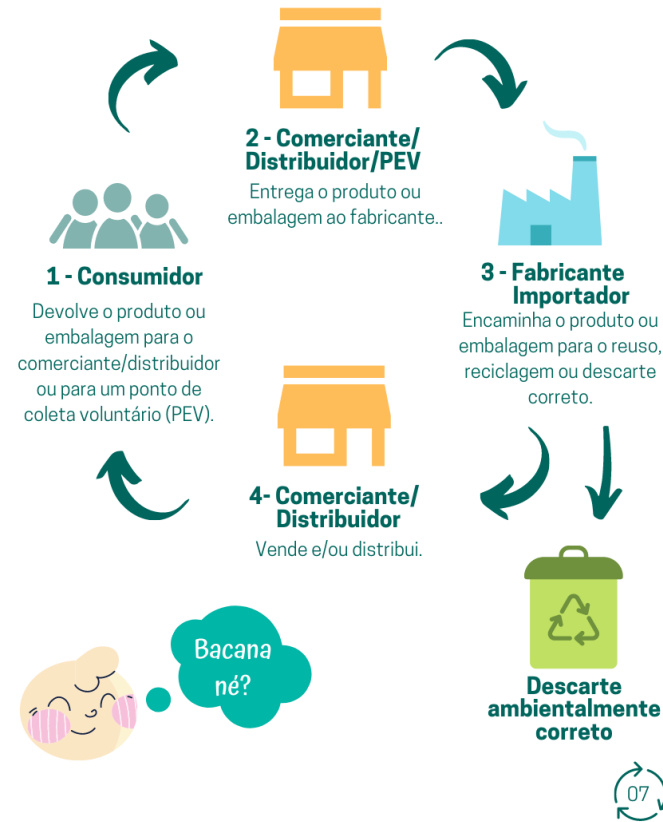 2 - Comerciante/
Distribuidor/PEV
Entrega o produto ou
embalagem ao fabricante..
1 - Consumidor
Devolve o produto ou
embalagem para o
comerciante/distribuidor
ou para um ponto de
coleta voluntário (PEV).
3 - Fabricante
Importador
Encaminha o produto ou
embalagem para o reuso,
reciclagem ou descarte
correto.
4- Comerciante/
Distribuidor
Vende e/ou distribui.
Descarte
ambientalmente
correto
Bacana
né?
07